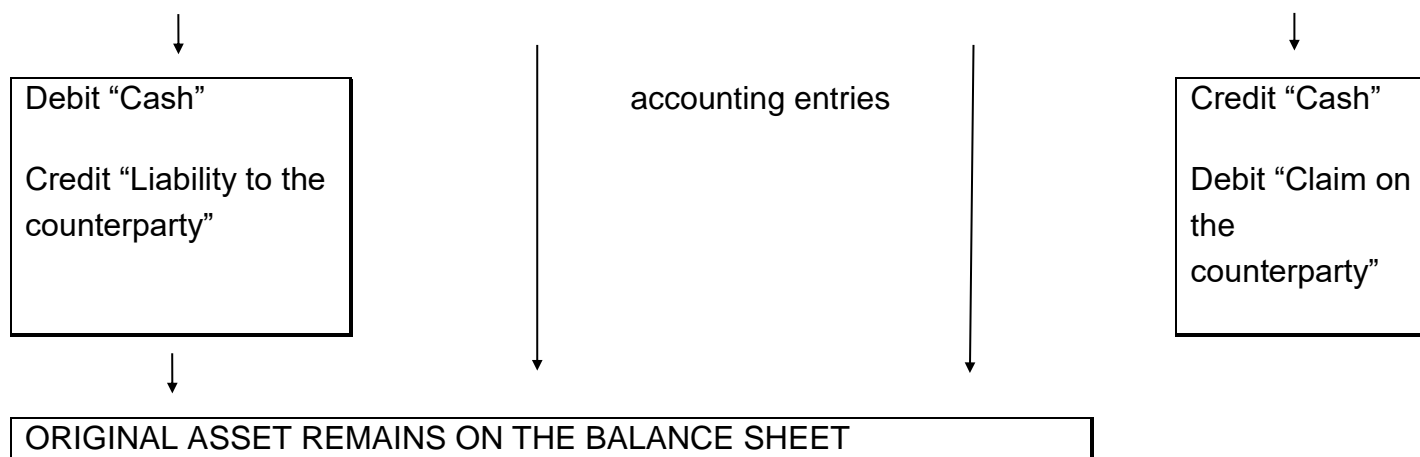 Debit “Cash”
Credit “Liability to the
counterparty”
accounting entries
Credit “Cash”
Debit “Claim on
the
counterparty”
ORIGINAL ASSET REMAINS ON THE BALANCE SHEET